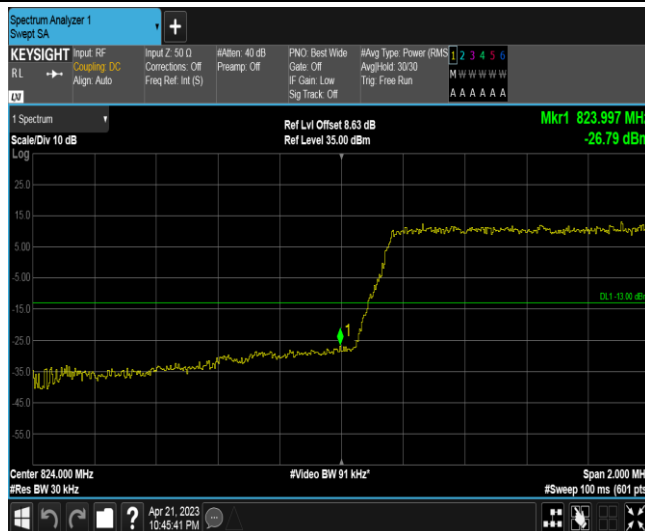 Spectrum Analyzer 1
Swept SA
+
KEYSIGHT
RL
Input: RF
Coupling: DC
Align: Auto
Input Z: 50 Ω
Corrections: Off
Freq Ref: Int (S)
#Atten: 40 dB
Preamp: Off
PNO: Best Wide
Gate: Off
IF Gain: Low
Sig Track: Off
#Avg Type: Power (RMS
Avg|Hold: 30/30
Trig: Free Run
1 2 3 4 5 6
M W W W W W
A A A A A A
1 Spectrum
Scale/Div 10 dB
Ref Lvl Offset 8.63 dB
Ref Level 35.00 dBm
Mkr1 823.997 MHz
-26.79 dBm
Log
25.0
15.0
5.00
-5.00
-15.0
-25.0
-35.0
-45.0
-55.0
DL1 -13.00 dBm
1
Center 824.000 MHz
#Video BW 91 kHz*
Span 2.000 MHz
#Res BW 30 kHz
#Sweep 100 ms (601 pts)
?
Apr 21, 2023
10:45:41 PM